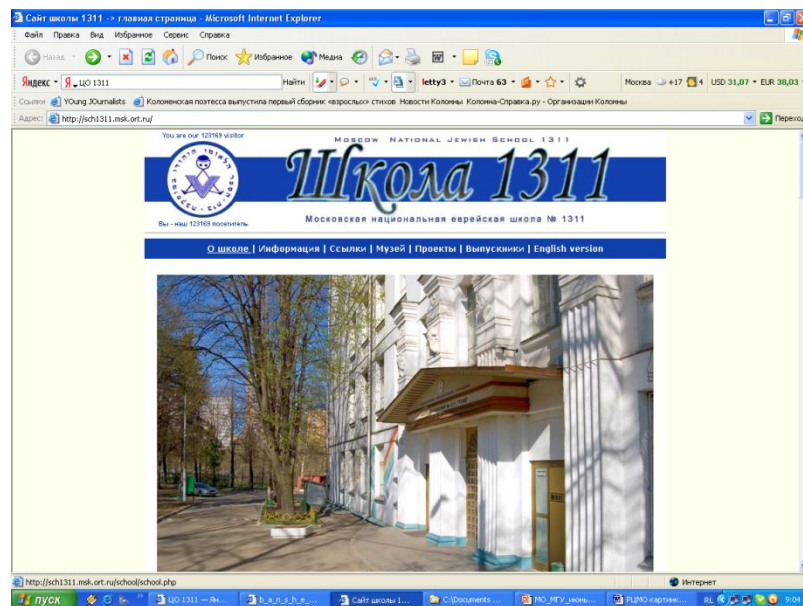 Сайт школы 1311 -> главная страница - Microsoft Internet Explorer
Файл Правка Вид Избранное Сервис Справка
Назад Поиск Избранное Медиа
Яндекс ЦО 1311 Найти letty3 Почта 63 Москва +17 4 USD 31,07 EUR 38,03
Ссылки YOung JOurnalists Коломенская поэтесса выпустила первый сборник «взрослых» стихов Новости Коломны Коломна-Справка.ру - Организации Коломны
Адрес: http://sch1311.msk.ort.ru/ Переход
You are our 123169 visitor
MOSCOW NATIONAL JEWISH SCHOOL 1311
Школа 1311
Московская национальная еврейская школа № 1311
Вы - наш 123169 посетитель
О школе | Информация | Ссылки | Музей | Проекты | Выпускники | English version
http://sch1311.msk.ort.ru/school/school.php Интернет
пуск ЦО 1311 — Ян... b_a_n_s_h_e_... Сайт школы 1... C:\Documents ... МО_МГУ_июнь... РЦМО картинк... RL 9:04